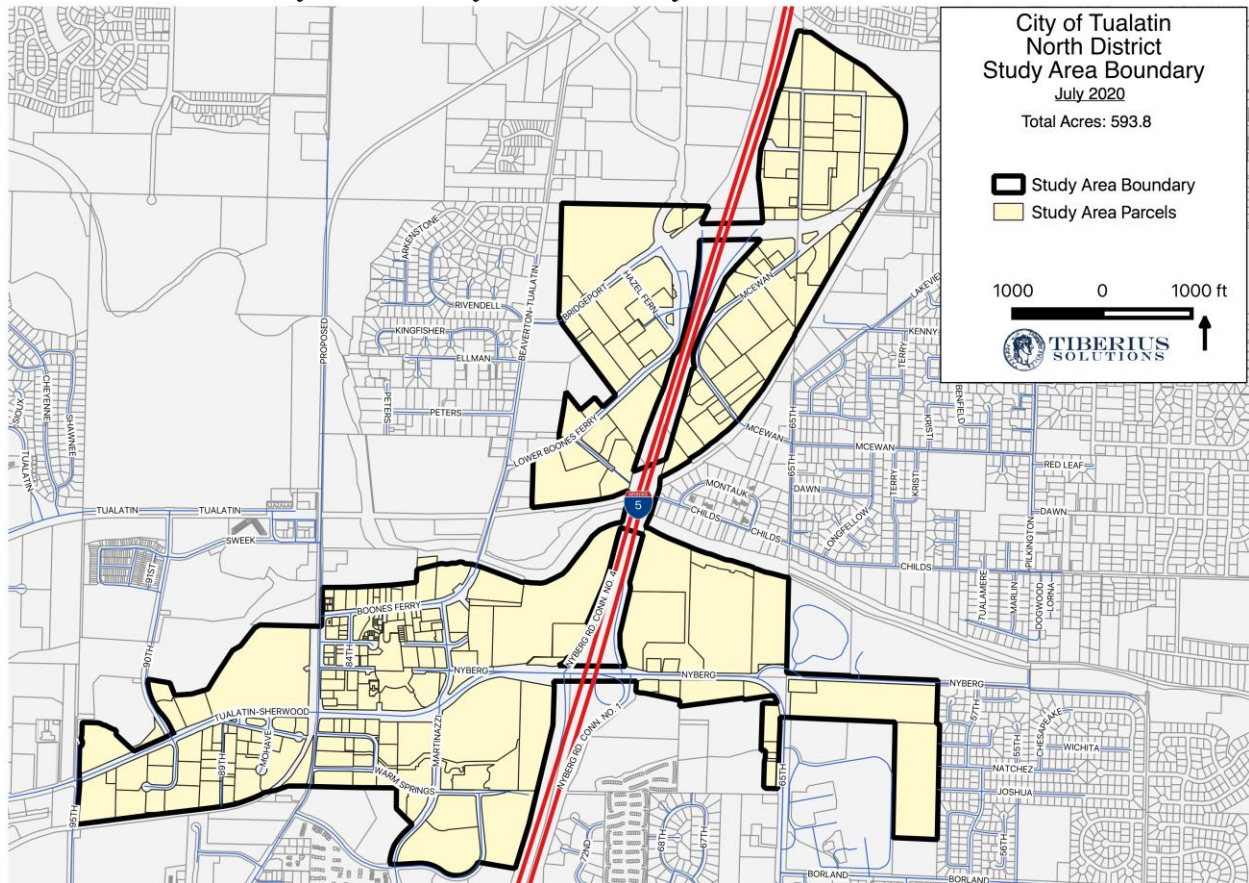 City of Tualatin
North District
Study Area Boundary
July 2020
Total Acres: 593.8
Study Area Boundary
Study Area Parcels
1000 0 1000 ft
TIBERIUS
SOLUTIONS
ARKENSTONE
RIVENDELL
KINGFISHER
ELLMAN
PETERS
PETERS
PROPOSED
BEAVERTON-TUALATIN
BRIDGEPORT
HAZEL FERN
MCEWAN
LOWER BOONES FERRY
LAKEVIEW
KENNY
TERRY
BENFIELD
KRISTI
65TH
MCEWAN
MCEWAN
RED LEAF
SIOUX
CHEYENNE
SHAWNEE
TUALATIN
TUALATIN
TUALATIN
SWEEK
91ST
90TH
5
MONTAUK
CHILDS
CHILDS
CHILDS
DAWN
65TH
LONGFELLOW
TERRY
KRISTI
PILKINGTON
DAWN
TUALAMERE
MARLIN
DOGWOOD
LORNA
BOONES FERRY
84TH
NYBERG RD. CONN. NO. 4
NYBERG
NYBERG
NYBERG
TUALATIN-SHERWOOD
MOHAVE
89TH
MARTINAZZI
WARM SPRINGS
NYBERG RD. CONN. NO. 1
95TH
65TH
57TH
55TH
CHESAPEAKE
WICHITA
NATCHEZ
JOSHUA
56TH
72ND
68TH
67TH
BORLAND
BORLAND